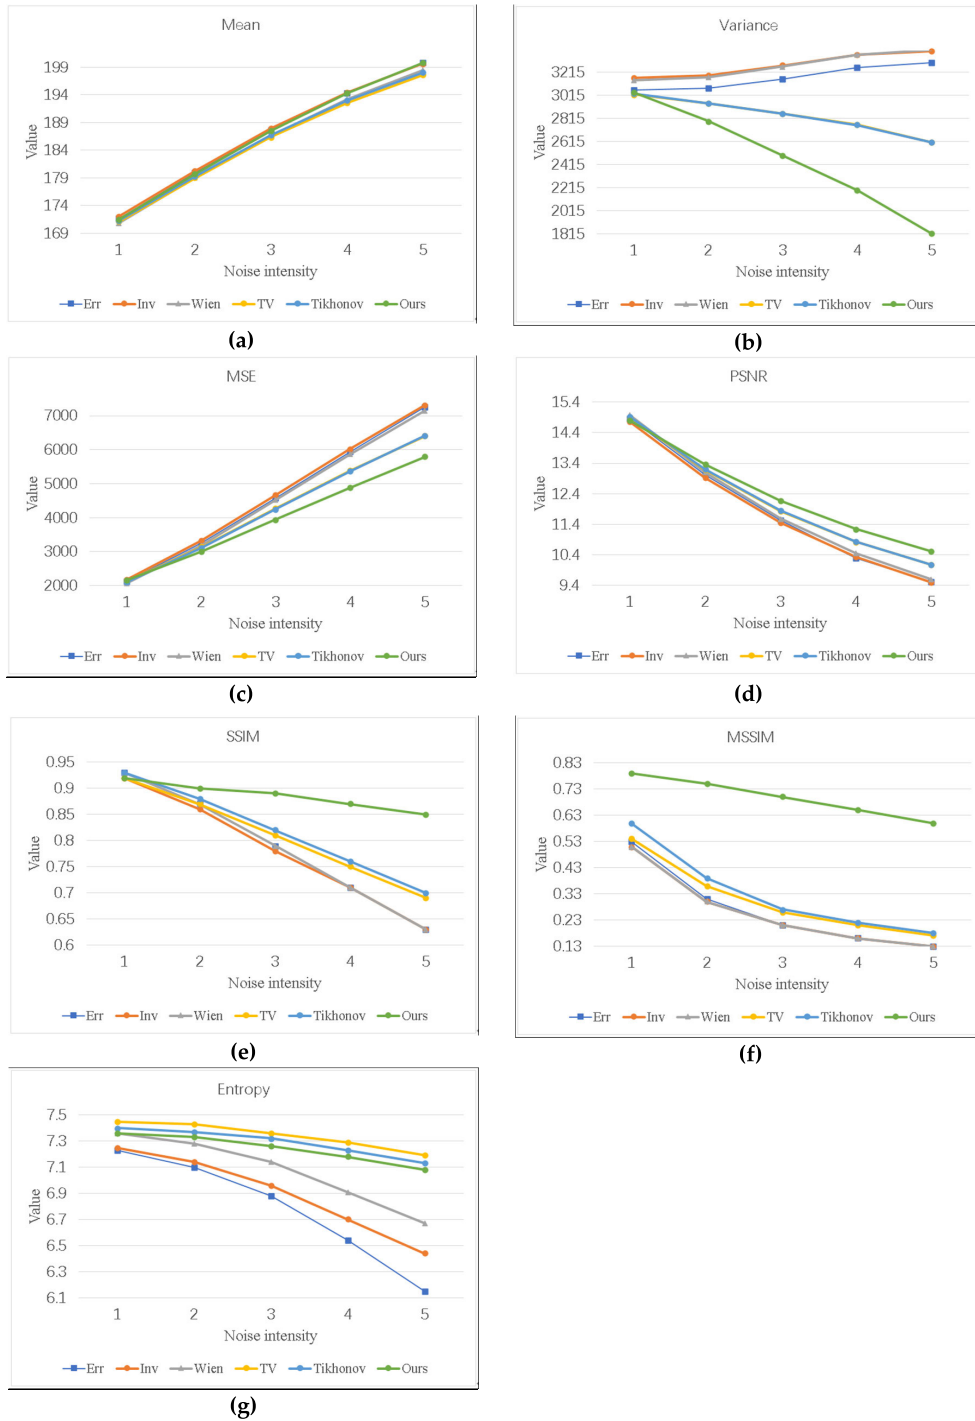 Mean
199
194
189
184
179
174
169
Value
1 2 3 4 5
Noise intensity
Err Inv Wien TV Tikhonov Ours
(a)
Variance
3215
3015
2815
2615
2415
2215
2015
1815
Value
1 2 3 4 5
Noise intensity
Err Inv Wien TV Tikhonov Ours
(b)
MSE
7000
6000
5000
4000
3000
2000
Value
1 2 3 4 5
Noise intensity
Err Inv Wien TV Tikhonov Ours
(c)
PSNR
15.4
14.4
13.4
12.4
11.4
10.4
9.4
Value
1 2 3 4 5
Noise intensity
Err Inv Wien TV Tikhonov Ours
(d)
SSIM
0.95
0.9
0.85
0.8
0.75
0.7
0.65
0.6
Value
1 2 3 4 5
Noise intensity
Err Inv Wien TV Tikhonov Ours
(e)
MSSIM
0.83
0.73
0.63
0.53
0.43
0.33
0.23
0.13
Value
1 2 3 4 5
Noise intensity
Err Inv Wien TV Tikhonov Ours
(f)
Entropy
7.5
7.3
7.1
6.9
6.7
6.5
6.3
6.1
Value
1 2 3 4 5
Noise intensity
Err Inv Wien TV Tikhonov Ours
(g)